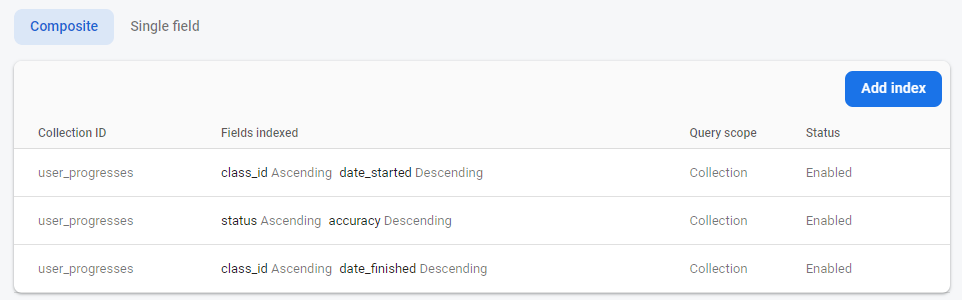 Composite Single field
Add index
Collection ID Fields indexed Query scope Status
user_progresses class_id Ascending date_started Descending Collection Enabled
user_progresses status Ascending accuracy Descending Collection Enabled
user_progresses class_id Ascending date_finished Descending Collection Enabled